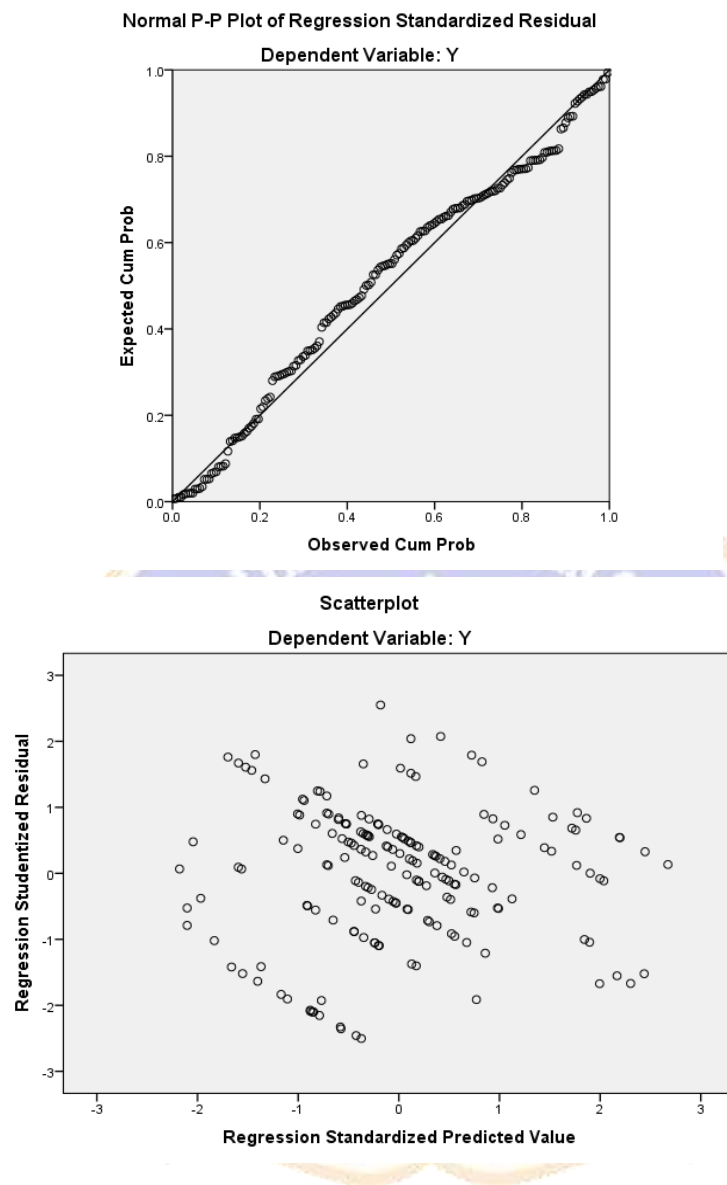 Normal P-P Plot of Regression Standardized Residual
Dependent Variable: Y
1.0
0.8
0.6
0.4
0.2
0.0
Expected Cum Prob
0.0 0.2 0.4 0.6 0.8 1.0
Observed Cum Prob
Scatterplot
Dependent Variable: Y
3
2
1
0
-1
-2
-3
Regression Studentized Residual
-3 -2 -1 0 1 2 3
Regression Standardized Predicted Value